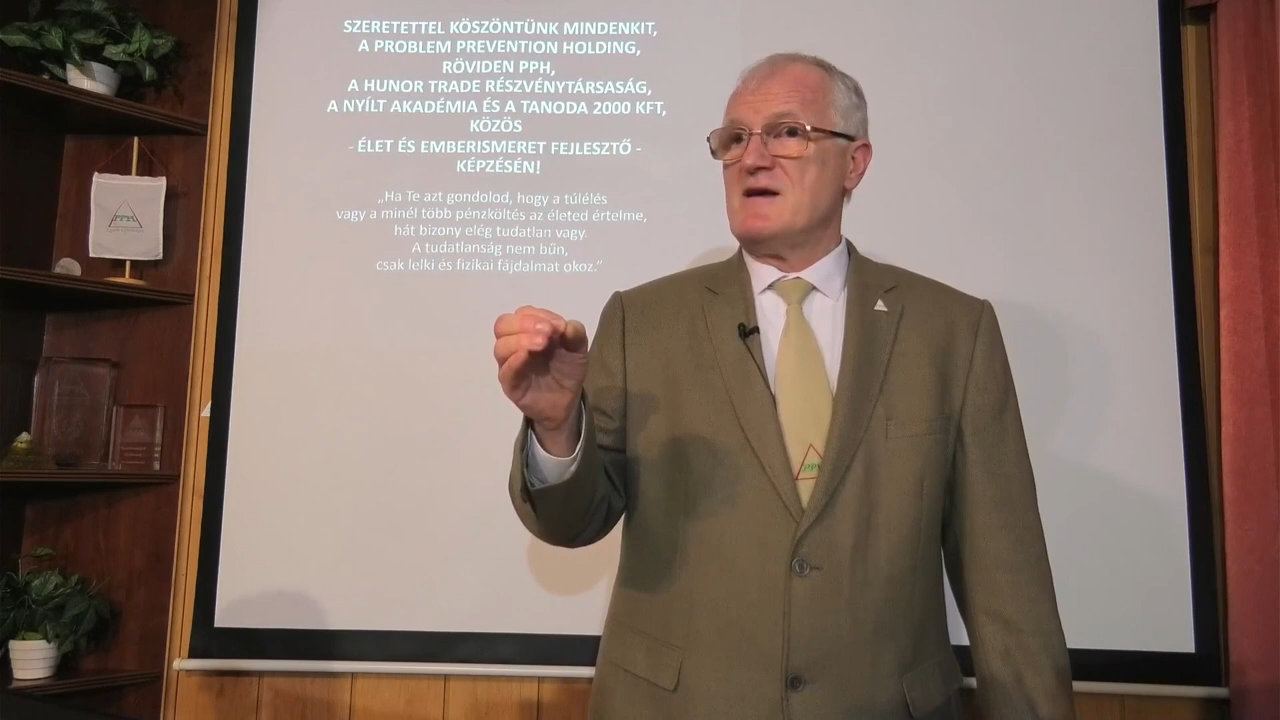 SZERETETTEL KÖSZÖNTÜNK MINDENKIT,
A PROBLEM PREVENTION HOLDING,
RÖVIDEN PPH,
A HUNOR TRADE RÉSZVÉNYTÁRSASÁG,
A NYÍLT AKADÉMIA ÉS A TANODA 2000 KFT,
KÖZÖS
- ÉLET ÉS EMBERISMERET FEJLESZTŐ -
KÉPZÉSÉN!
„Ha Te azt gondolod, hogy a túlélés
vagy a minél több pénzköltés az életed értelme,
hát bizony elég tudatlan vagy.
A tudatlanság nem bűn,
csak lelki és fizikai fájdalmat okoz.”
PPH
PPH